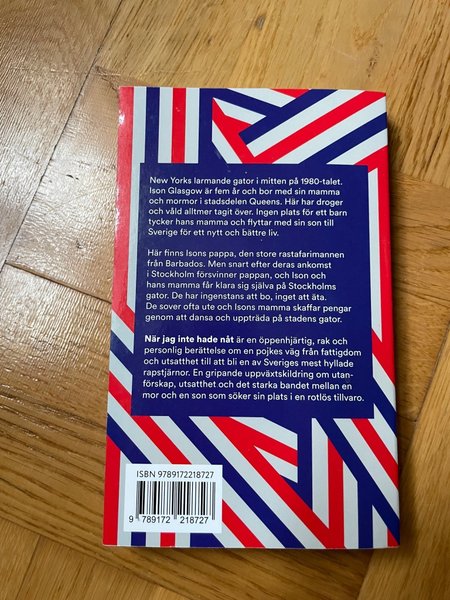 New Yorks larmande gator i mitten på 1980-talet.
Ison Glasgow är fem år och bor med sin mamma
och mormor i stadsdelen Queens. Här har droger
och våld alltmer tagit över. Ingen plats för ett barn
tycker hans mamma och flyttar med sin son till
Sverige för ett nytt och bättre liv.
Här finns Isons pappa, den store rastafarimannen
från Barbados. Men snart efter deras ankomst
i Stockholm försvinner pappan, och Ison och
hans mamma får klara sig själva på Stockholms
gator. De har ingenstans att bo, inget att äta.
De sover ofta ute och Isons mamma skaffar pengar
genom att dansa och uppträda på stadens gator.
När jag inte hade nåt är en öppenhjärtig, rak och
personlig berättelse om en pojkes väg från fattigdom
och utsatthet till att bli en av Sveriges mest hyllade
rapstjärnor. En gripande uppväxtskildring om utan-
förskap, utsatthet och det starka bandet mellan en
mor och en son som söker sin plats i en rotlös tillvaro.
ISBN 9789172218727
9 789172 218727